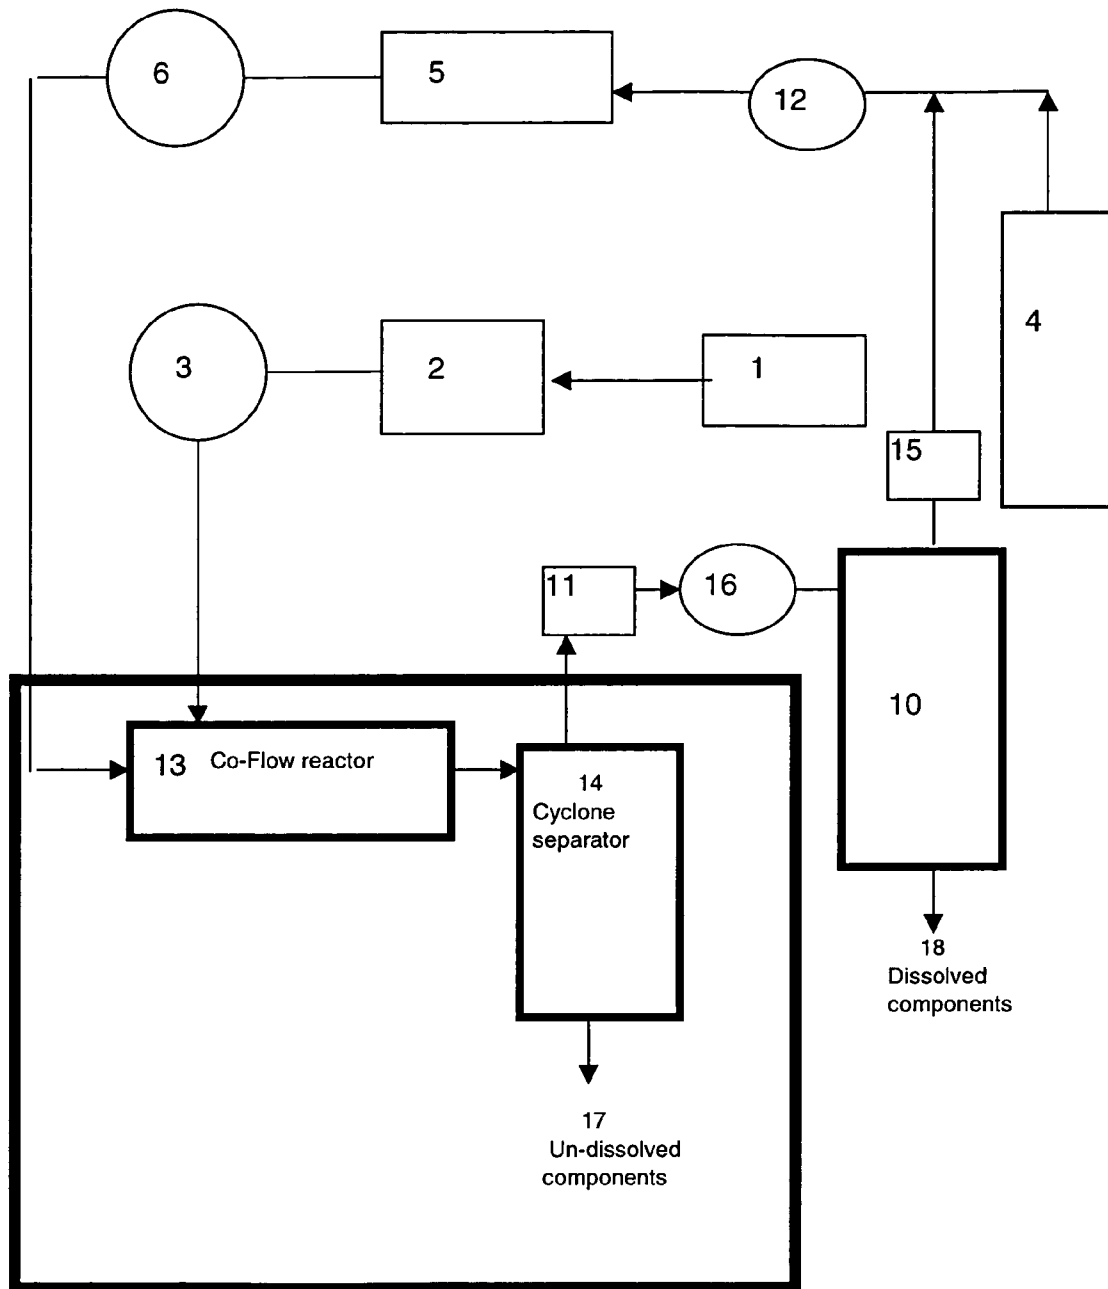 6
5
12
4
3
2
1
15
11
16
10
13 Co-Flow reactor
14
Cyclone
separator
18
Dissolved
components
17
Un-dissolved
components